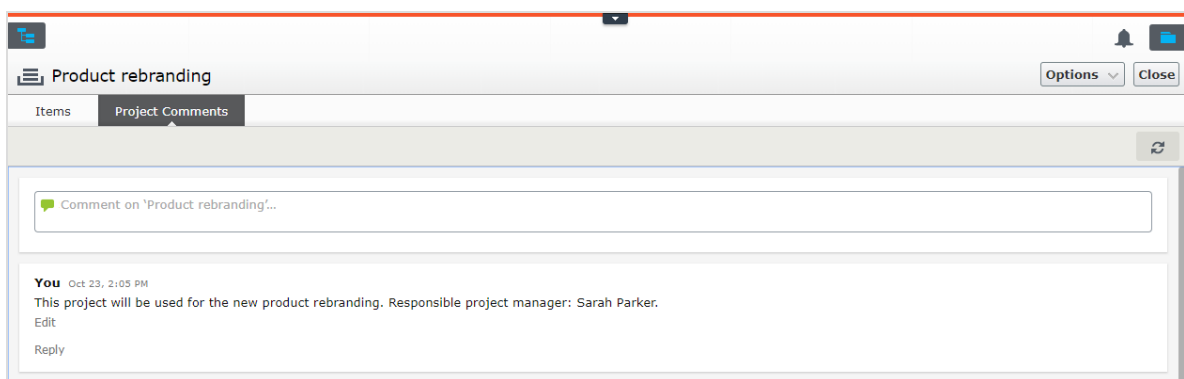 Product rebranding
Options
Close
Items
Project Comments
Comment on 'Product rebranding'...
You Oct 23, 2:05 PM
This project will be used for the new product rebranding. Responsible project manager: Sarah Parker.
Edit
Reply